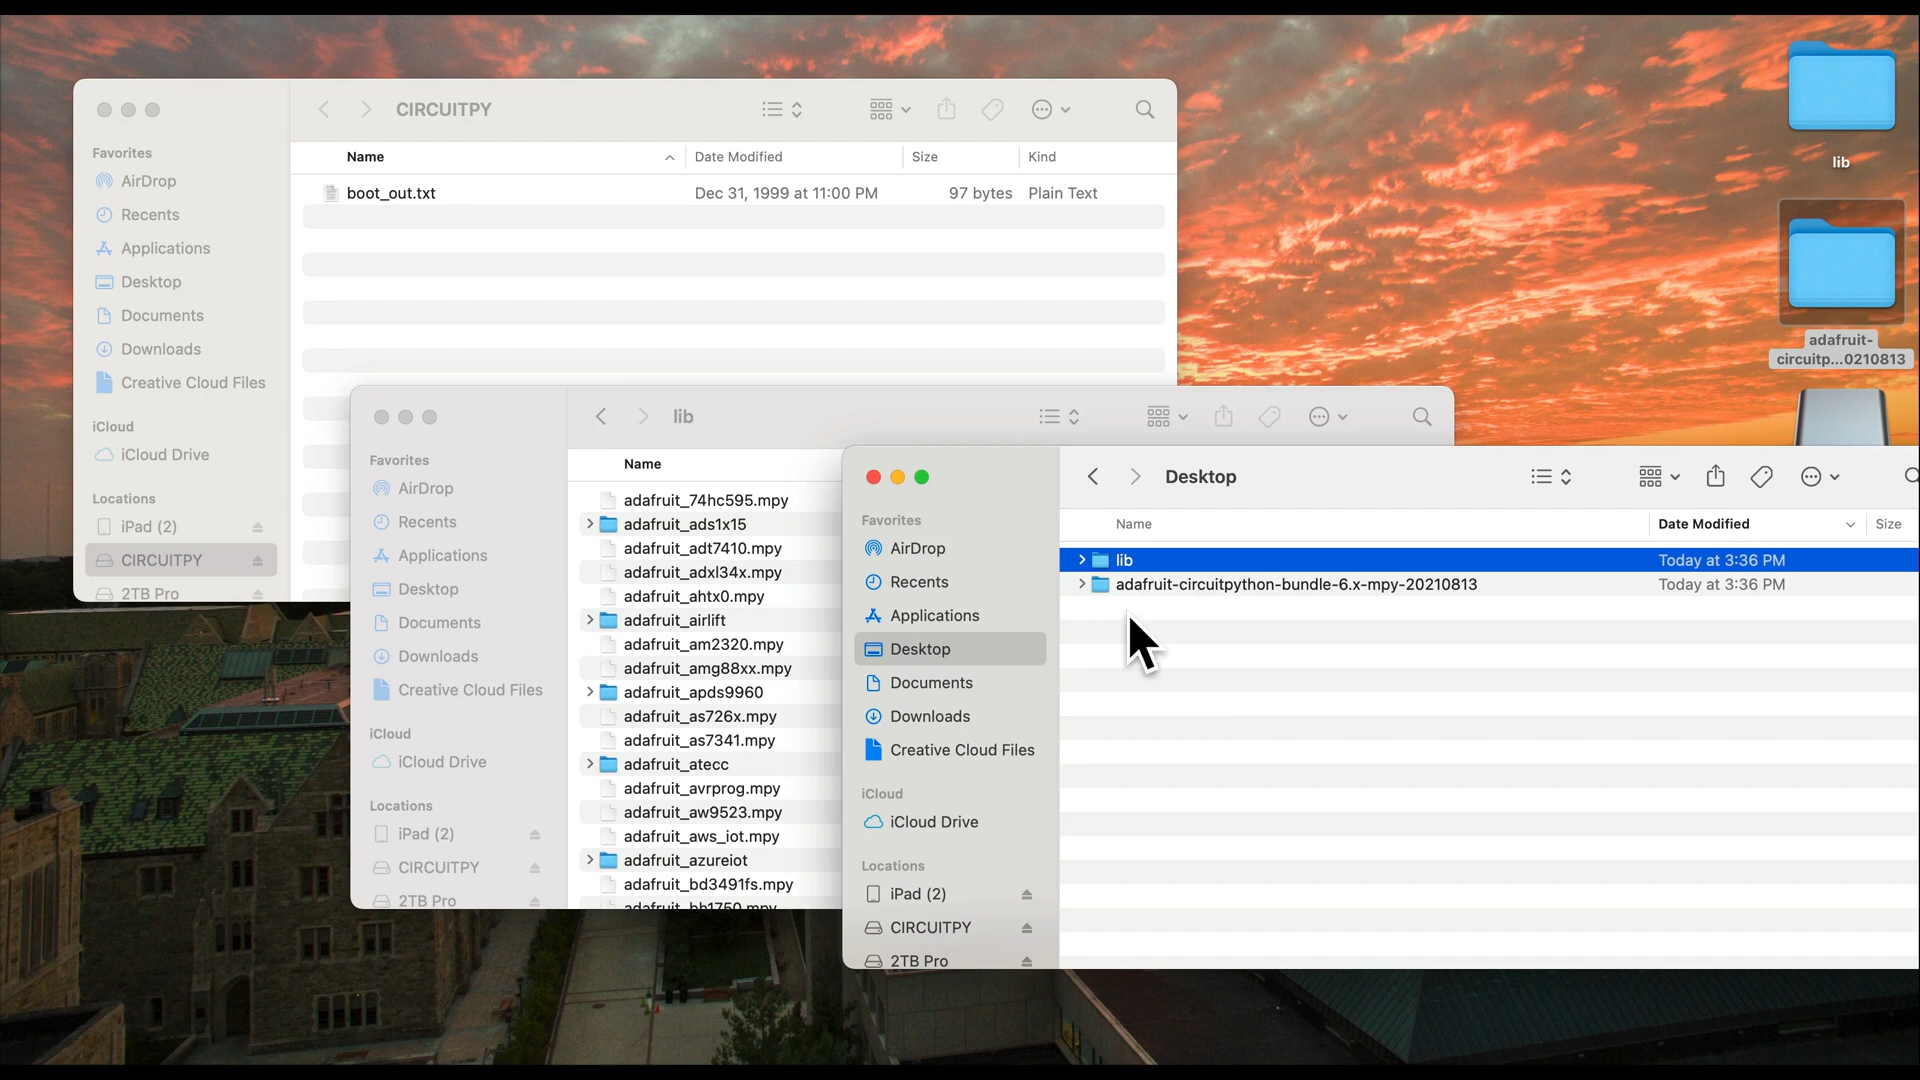 CIRCUITPY
Favorites
AirDrop
Recents
Applications
Desktop
Documents
Downloads
Creative Cloud Files
iCloud
iCloud Drive
Locations
iPad (2)
CIRCUITPY
2TB Pro
Name Date Modified Size Kind
boot_out.txt Dec 31, 1999 at 11:00 PM 97 bytes Plain Text
lib
Favorites
AirDrop
Recents
Applications
Desktop
Documents
Downloads
Creative Cloud Files
iCloud
iCloud Drive
Locations
iPad (2)
CIRCUITPY
2TB Pro
Name
adafruit_74hc595.mpy
adafruit_ads1x15
adafruit_adt7410.mpy
adafruit_adxl34x.mpy
adafruit_ahtx0.mpy
adafruit_airlift
adafruit_am2320.mpy
adafruit_amg88xx.mpy
adafruit_apds9960
adafruit_as726x.mpy
adafruit_as7341.mpy
adafruit_atecc
adafruit_avrprog.mpy
adafruit_aw9523.mpy
adafruit_aws_iot.mpy
adafruit_azureiot
adafruit_bd3491fs.mpy
adafruit_bh1750.mpy
Desktop
Favorites
AirDrop
Recents
Applications
Desktop
Documents
Downloads
Creative Cloud Files
iCloud
iCloud Drive
Locations
iPad (2)
CIRCUITPY
2TB Pro
Name Date Modified Size
lib Today at 3:36 PM
adafruit-circuitpython-bundle-6.x-mpy-20210813 Today at 3:36 PM
lib
adafruit-
circuitp...0210813